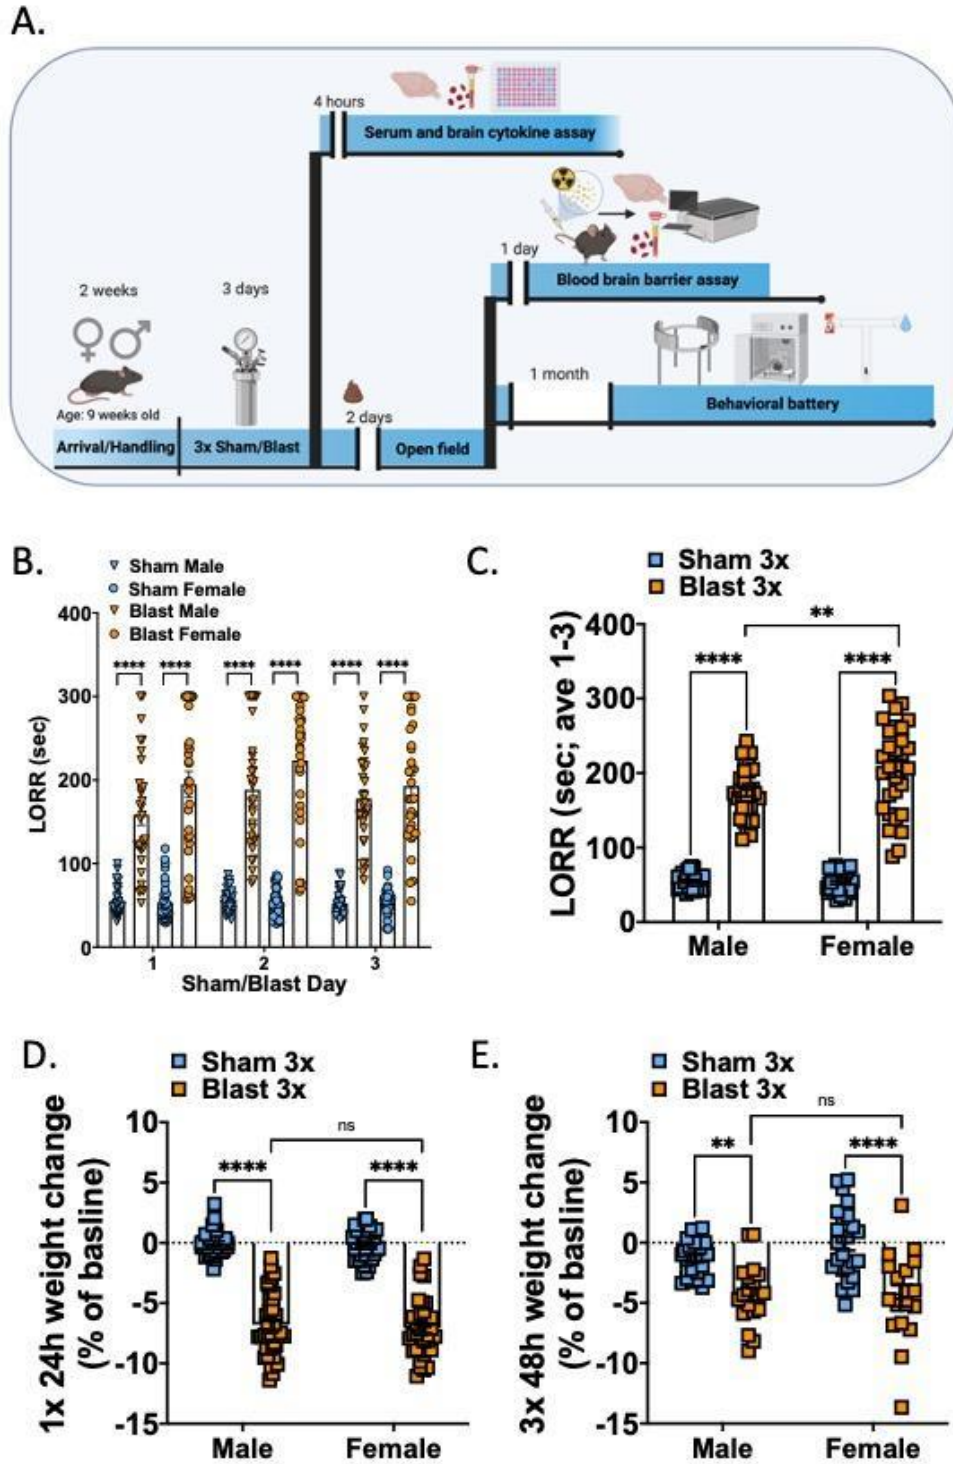 A.
4 hours
Serum and brain cytokine assay
1 day
Blood brain barrier assay
2 weeks
3 days
1 month
Behavioral battery
Age: 9 weeks old
2 days
Arrival/Handling
3x Sham/Blast
Open field
B.
Sham Male
Sham Female
Blast Male
Blast Female
400
300
200
100
0
LORR (sec)
**** **** **** **** **** ****
1 2 3
Sham/Blast Day
C.
Sham 3x
Blast 3x
400
300
200
100
0
LORR (sec; ave 1-3)
**
**** ****
Male Female
D.
Sham 3x
Blast 3x
10
5
0
-5
-10
-15
1x 24h weight change
(% of basline)
ns
**** ****
Male Female
E.
Sham 3x
Blast 3x
10
5
0
-5
-10
-15
3x 48h weight change
(% of basline)
ns
** ****
Male Female